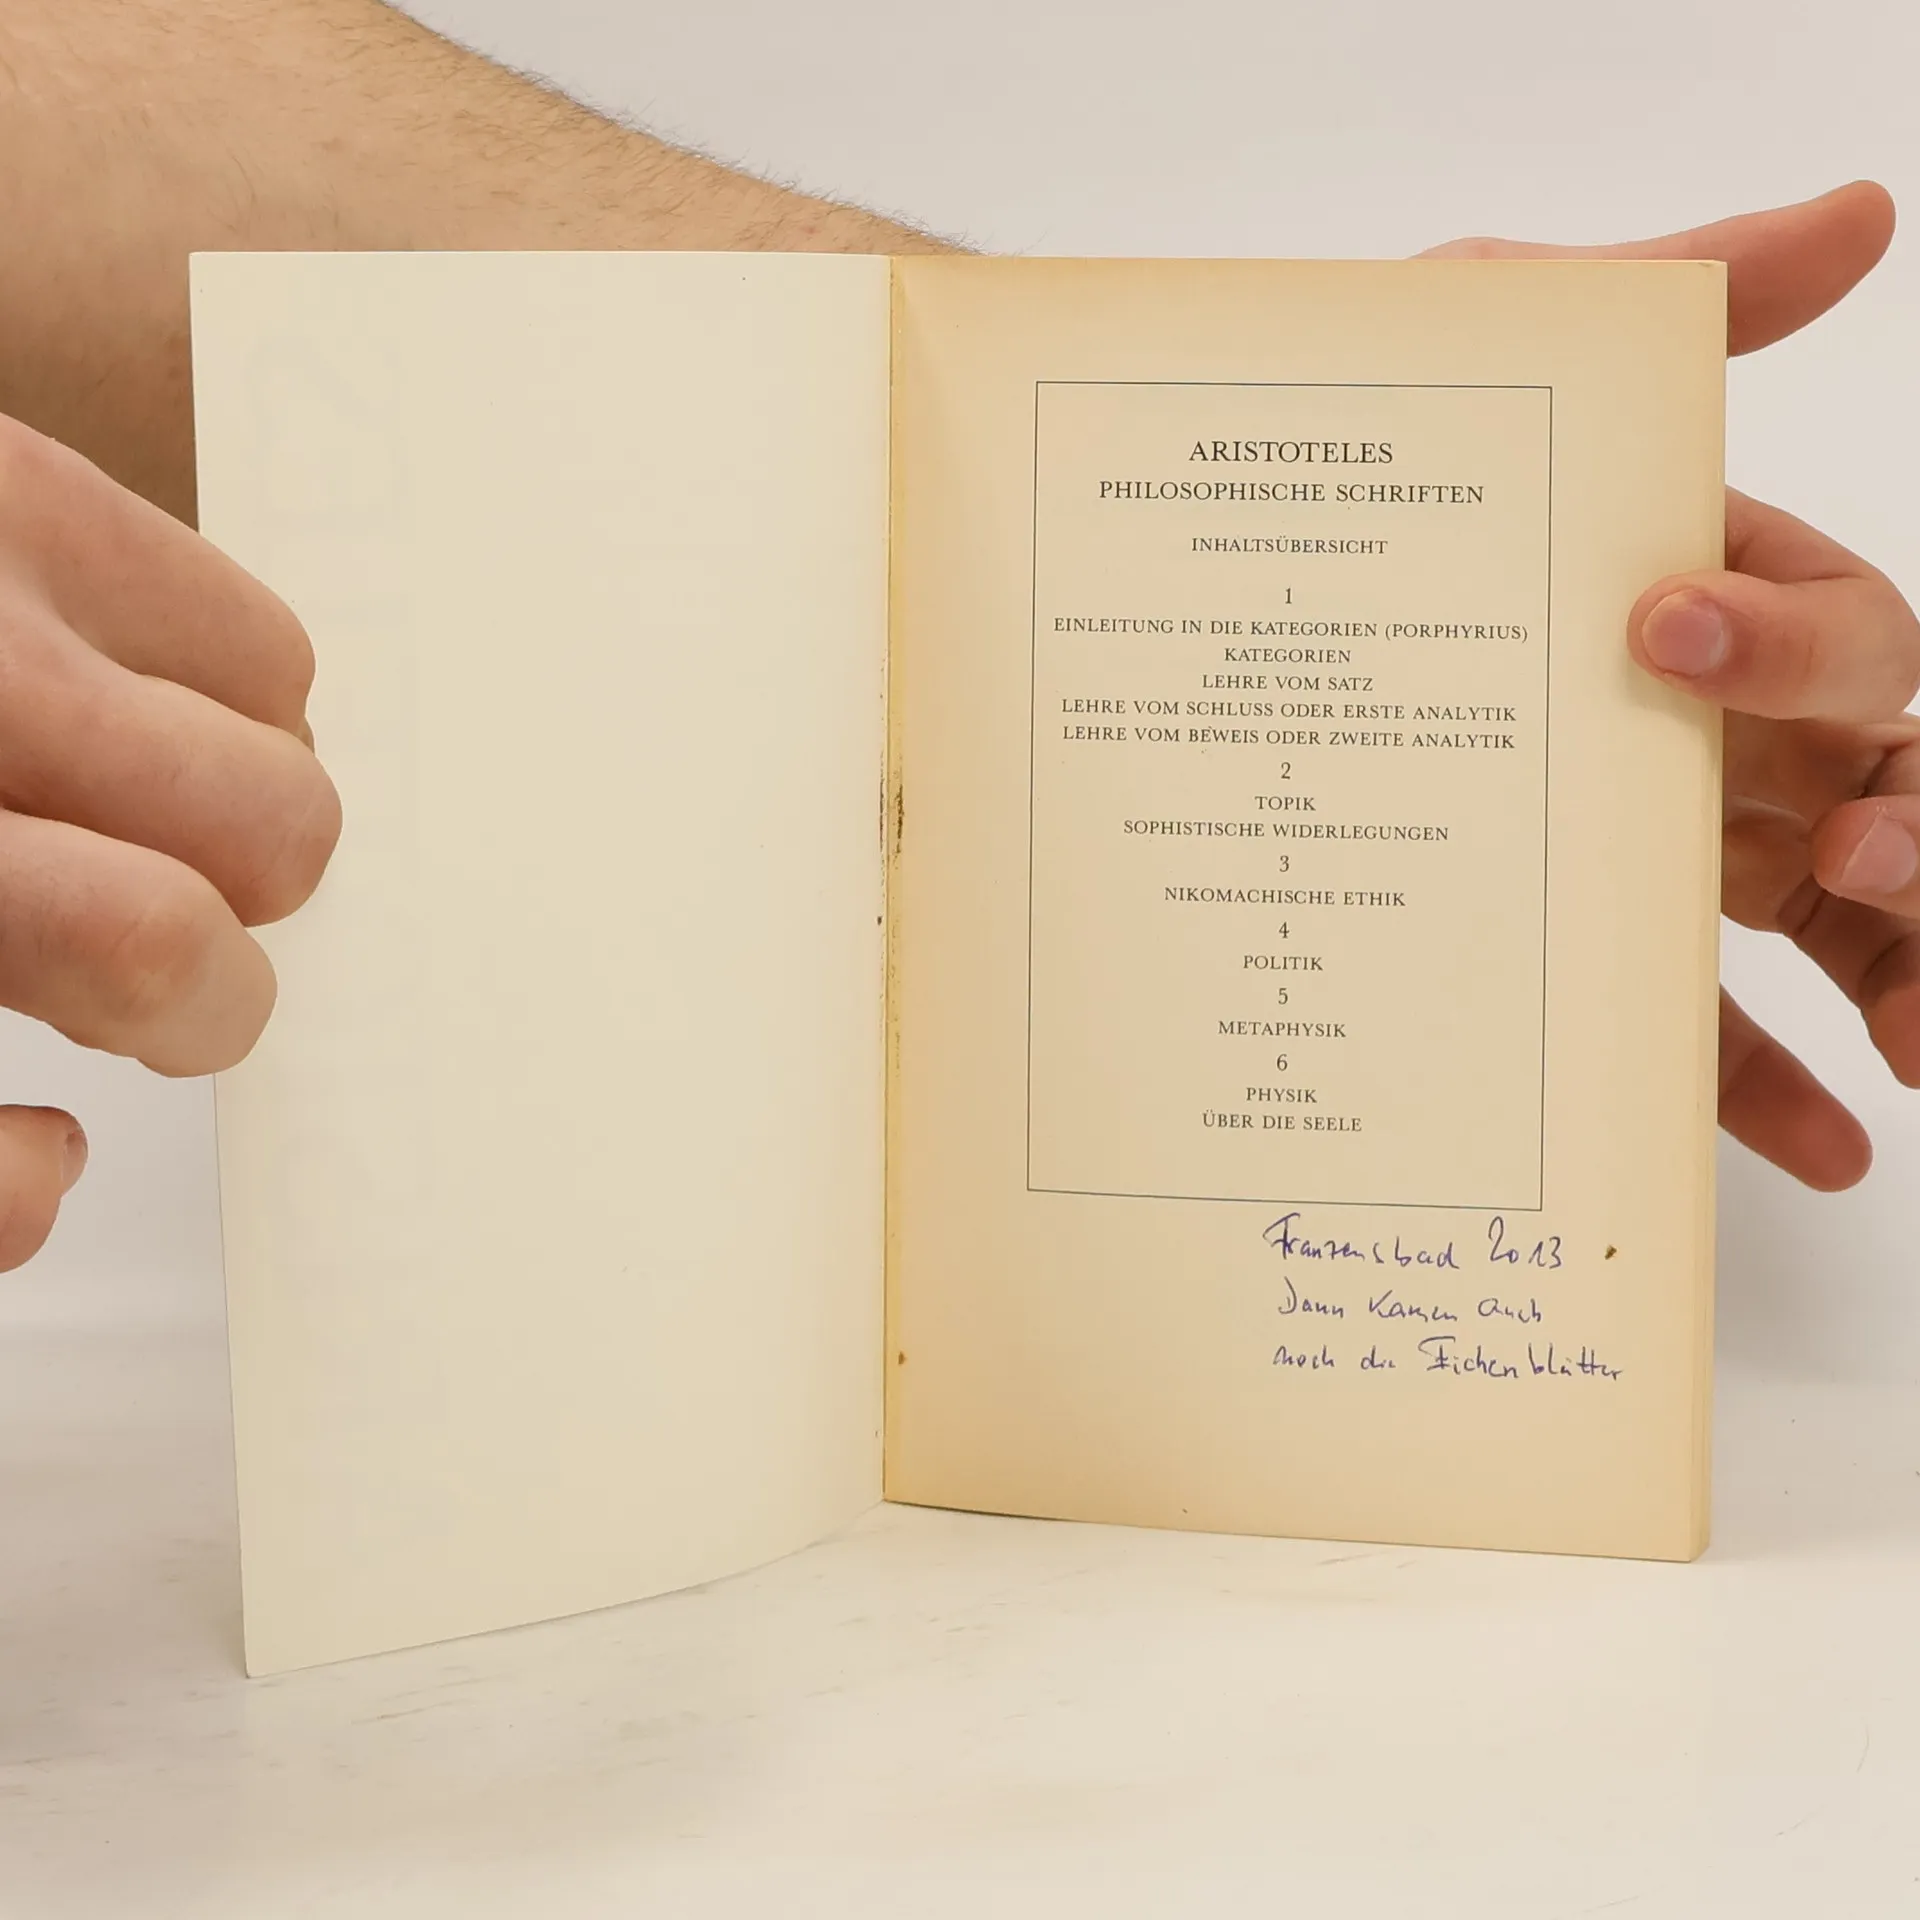 ARISTOTELES
PHILOSOPHISCHE SCHRIFTEN
INHALTSÜBERSICHT
1
EINLEITUNG IN DIE KATEGORIEN (PORPHYRIUS)
KATEGORIEN
LEHRE VOM SATZ
LEHRE VOM SCHLUSS ODER ERSTE ANALYTIK
LEHRE VOM BEWEIS ODER ZWEITE ANALYTIK
2
TOPIK
SOPHISTISCHE WIDERLEGUNGEN
3
NIKOMACHISCHE ETHIK
4
POLITIK
5
METAPHYSIK
6
PHYSIK
ÜBER DIE SEELE
Franzensbad 2013
Dann kamen auch
noch die Eichenblätter